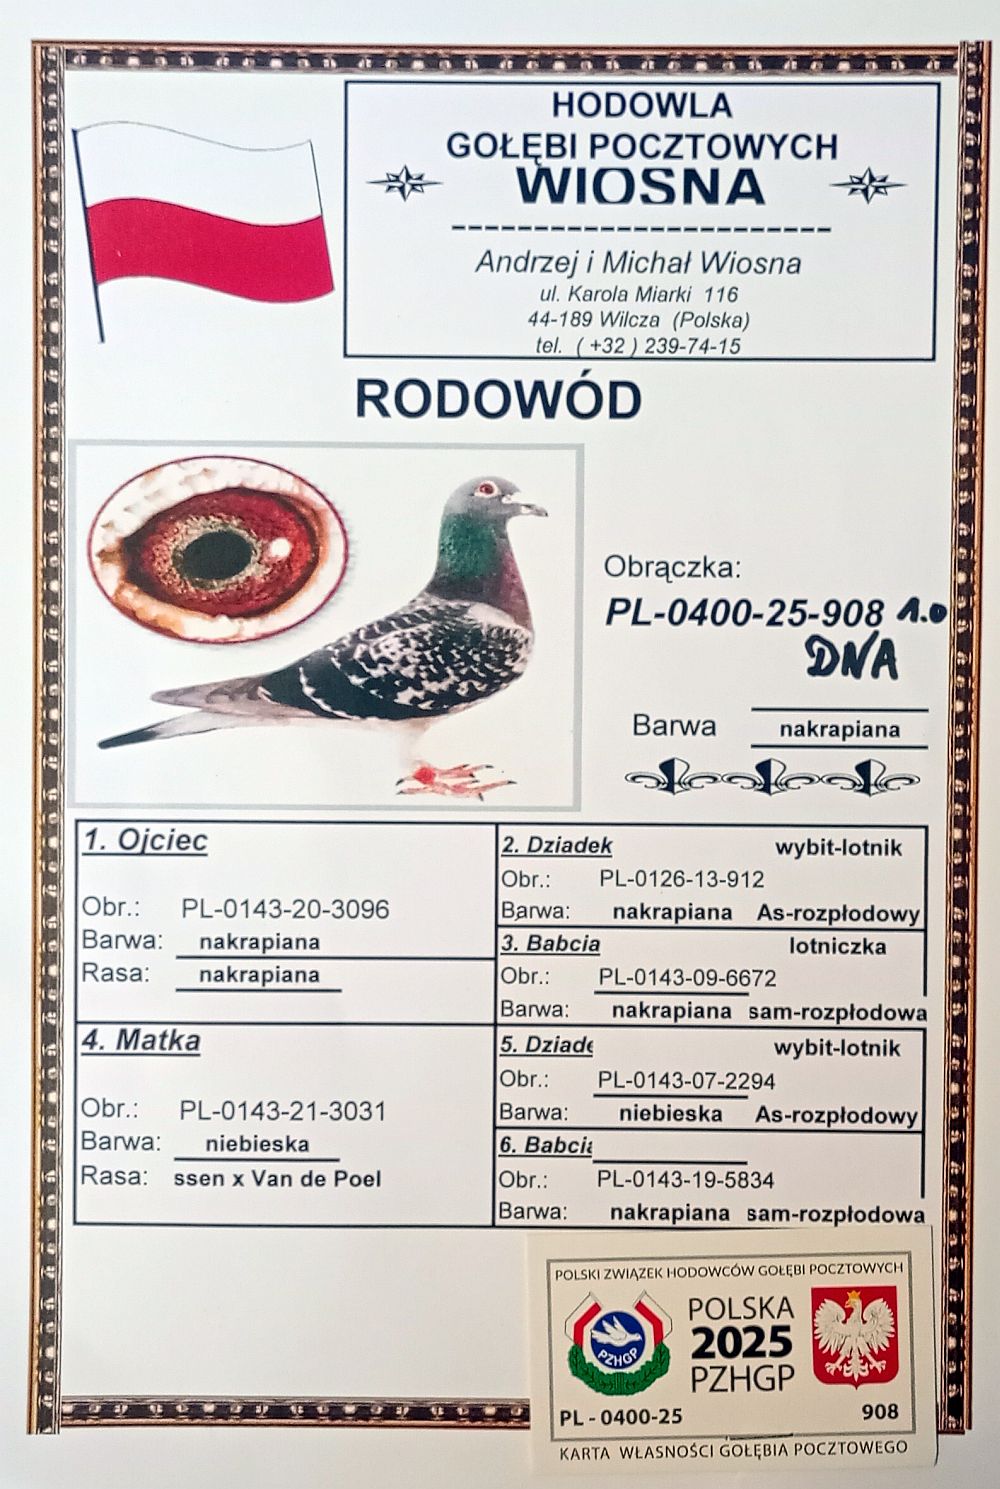 HODOWLA
GOŁĘBI POCZTOWYCH
WIOSNA
Andrzej i Michał Wiosna
ul. Karola Miarki 116
44-189 Wilcza (Polska)
tel. ( +32 ) 239-74-15
RODOWÓD
Obrączka:
PL-0400-25-908 1.0
DNA
Barwa nakrapiana
1. Ojciec
Obr.: PL-0143-20-3096
Barwa: nakrapiana
Rasa: nakrapiana
2. Dziadek wybit-lotnik
Obr.: PL-0126-13-912
Barwa: nakrapiana As-rozpłodowy
3. Babcia lotniczka
Obr.: PL-0143-09-6672
Barwa: nakrapiana sam-rozpłodowa
4. Matka
Obr.: PL-0143-21-3031
Barwa: niebieska
Rasa: ssen x Van de Poel
5. Dziade wybit-lotnik
Obr.: PL-0143-07-2294
Barwa: niebieska As-rozpłodowy
6. Babcia
Obr.: PL-0143-19-5834
Barwa: nakrapiana sam-rozpłodowa
POLSKI ZWIĄZEK HODOWCÓW GOŁĘBI POCZTOWYCH
PZHGP
POLSKA
2025
PZHGP
PL - 0400-25 908
KARTA WŁASNOŚCI GOŁĘBIA POCZTOWEGO